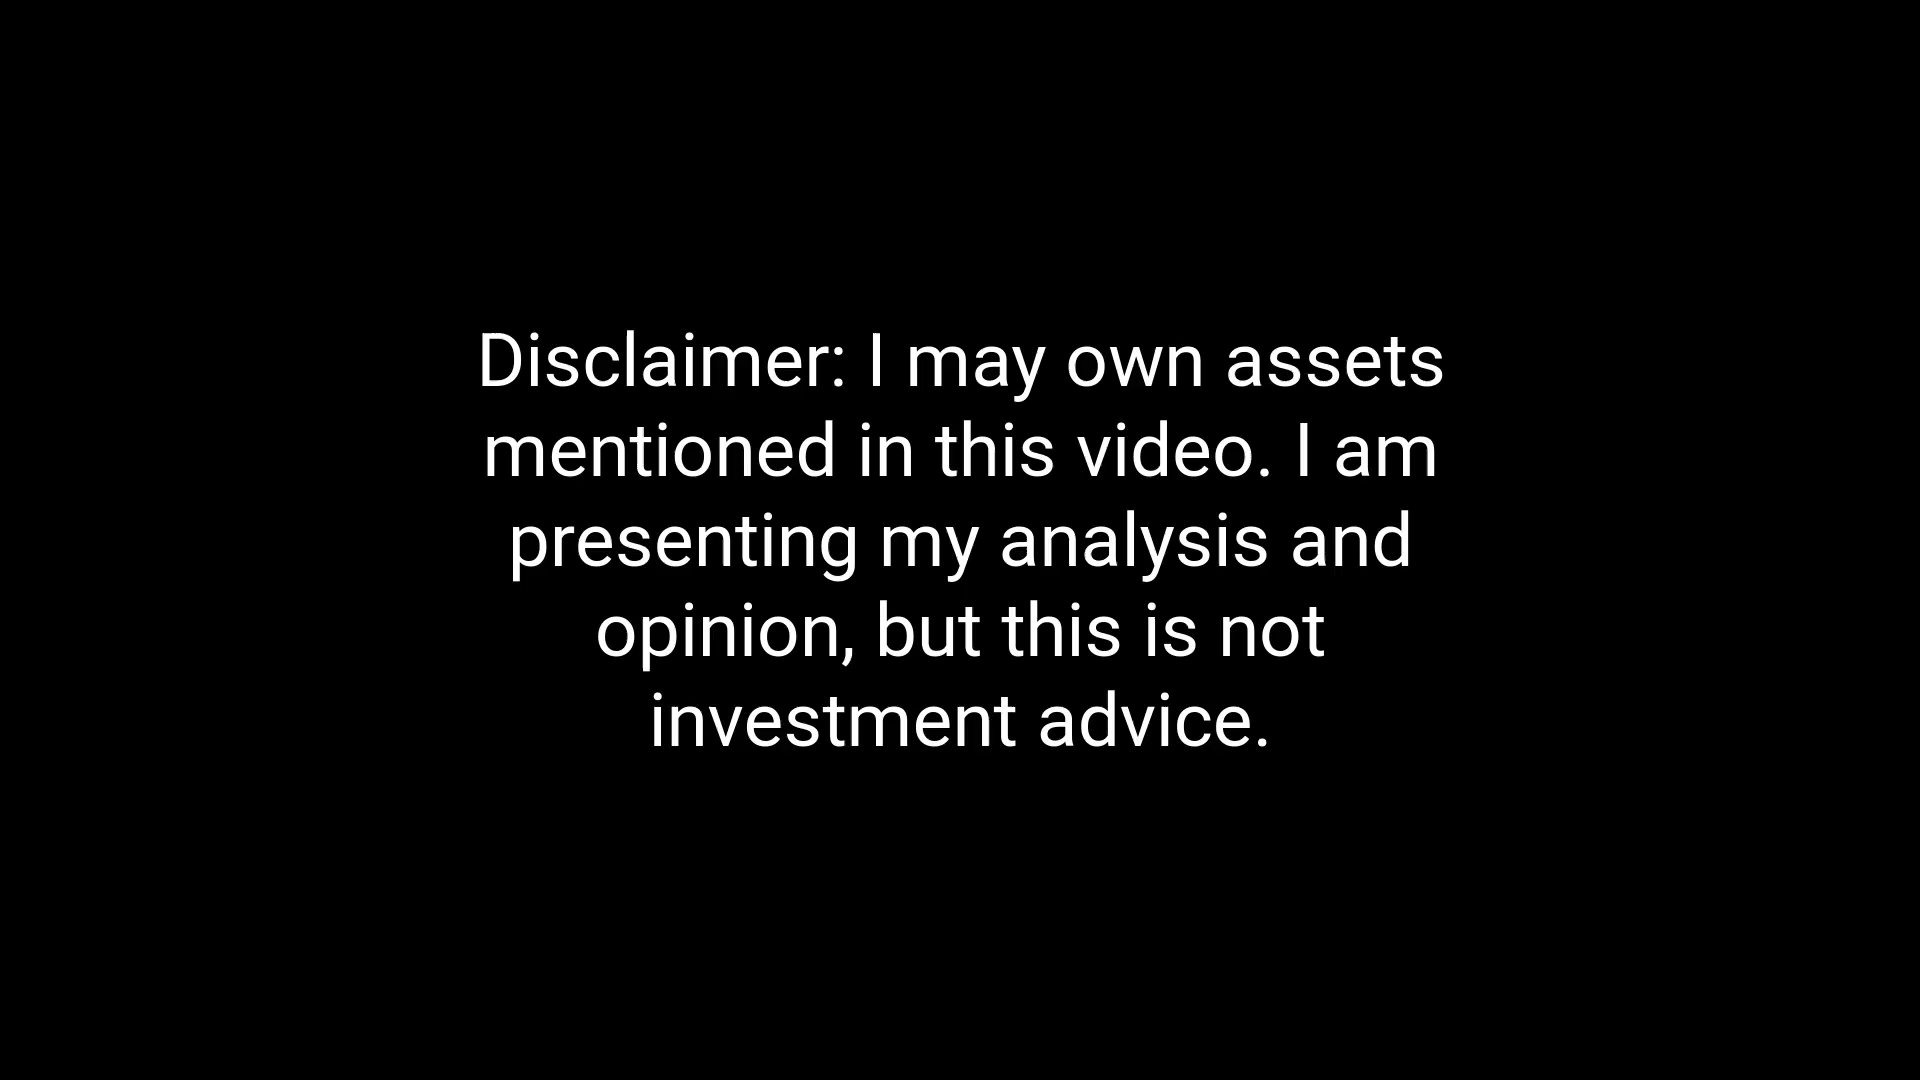 Disclaimer: I may own assets
mentioned in this video. I am
presenting my analysis and
opinion, but this is not
investment advice.